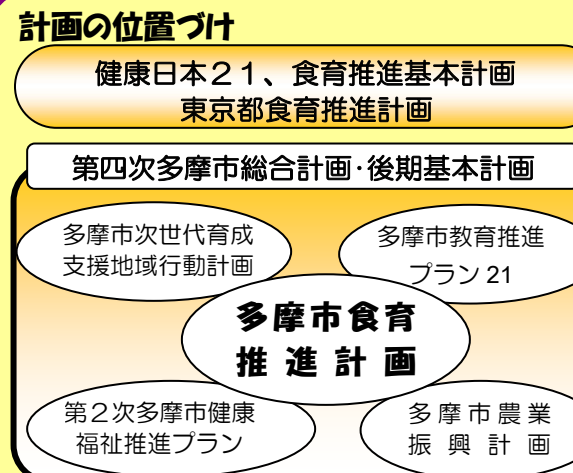 計画の位置づけ
健康日本２１、食育推進基本計画
東京都食育推進計画
第四次多摩市総合計画･後期基本計画
多摩市次世代育成
支援地域行動計画
多摩市教育推進
プラン 21
多摩市食育
推 進 計 画
第２次多摩市健康
福祉推進プラン
多 摩 市 農 業
振 興 計 画